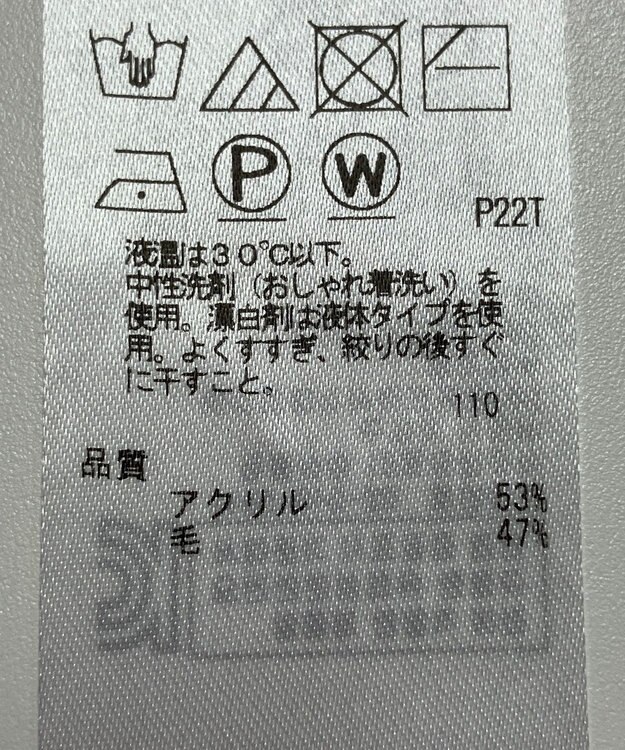 P
W
P22T
液温は30℃以下。
中性洗剤（おしゃれ着洗い）を
使用。漂白剤は液体タイプを使
用。よくすすぎ、絞りの後すぐ
に干すこと。
110
品質
アクリル 53%
毛 47%